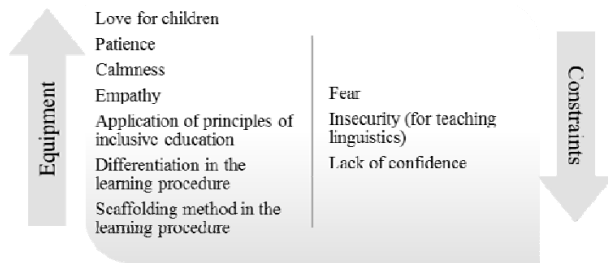 Equipment
Love for children
Patience
Calmness
Empathy
Application of principles of
inclusive education
Differentiation in the
learning procedure
Scaffolding method in the
learning procedure
Fear
Insecurity (for teaching
linguistics)
Lack of confidence
Constraints